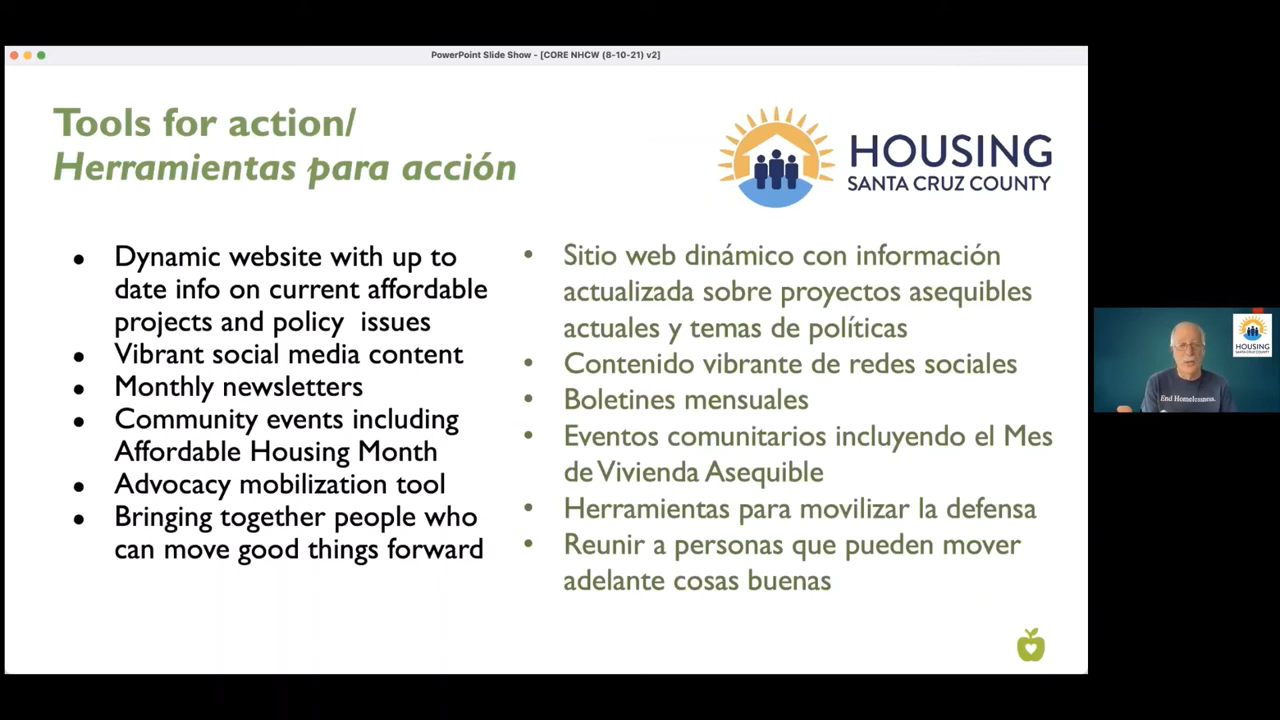 PowerPoint Slide Show - [CORE NHCW (8-10-21) v2]
Tools for action/
Herramientas para acción
HOUSING
SANTA CRUZ COUNTY
• Dynamic website with up to
date info on current affordable
projects and policy issues
• Vibrant social media content
• Monthly newsletters
• Community events including
Affordable Housing Month
• Advocacy mobilization tool
• Bringing together people who
can move good things forward
• Sitio web dinámico con información
actualizada sobre proyectos asequibles
actuales y temas de políticas
• Contenido vibrante de redes sociales
• Boletines mensuales
• Eventos comunitarios incluyendo el Mes
de Vivienda Asequible
• Herramientas para movilizar la defensa
• Reunir a personas que pueden mover
adelante cosas buenas
HOUSING
SANTA CRUZ COUNTY
End Homelessness.